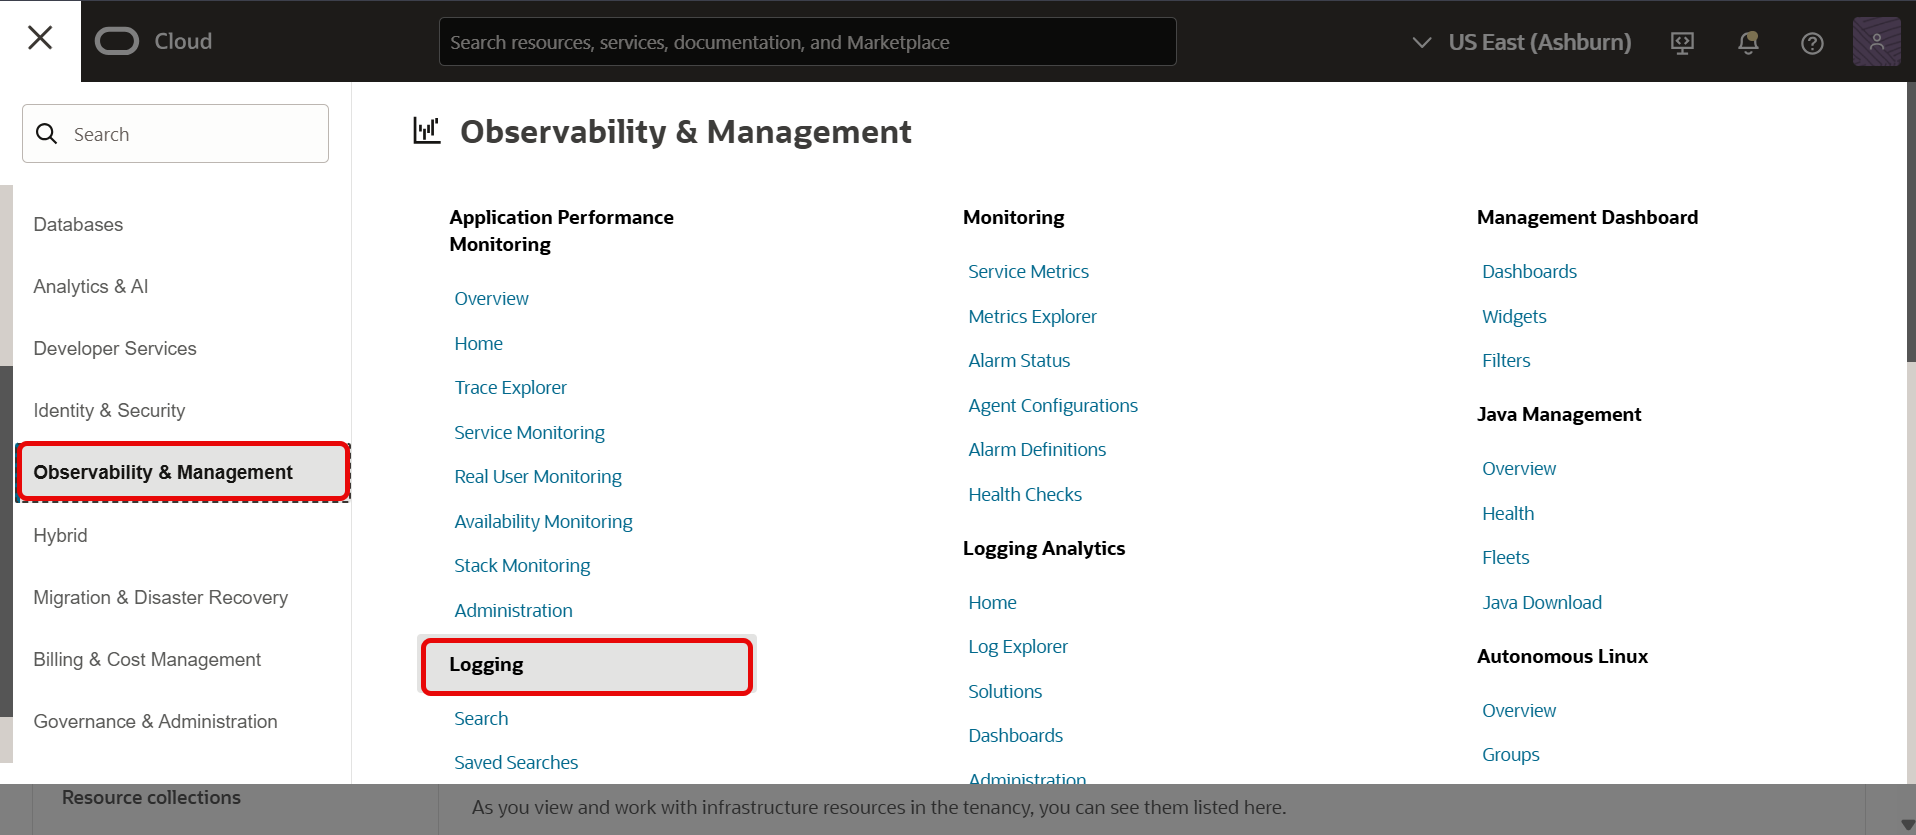 Cloud
Search resources, services, documentation, and Marketplace
US East (Ashburn)
Search
Databases
Analytics & AI
Developer Services
Identity & Security
Observability & Management
Hybrid
Migration & Disaster Recovery
Billing & Cost Management
Governance & Administration
Observability & Management
Application Performance
Monitoring
Overview
Home
Trace Explorer
Service Monitoring
Real User Monitoring
Availability Monitoring
Stack Monitoring
Administration
Logging
Search
Saved Searches
Monitoring
Service Metrics
Metrics Explorer
Alarm Status
Agent Configurations
Alarm Definitions
Health Checks
Logging Analytics
Home
Log Explorer
Solutions
Dashboards
Administration
Management Dashboard
Dashboards
Widgets
Filters
Java Management
Overview
Health
Fleets
Java Download
Autonomous Linux
Overview
Groups
Resource collections
As you view and work with infrastructure resources in the tenancy, you can see them listed here.